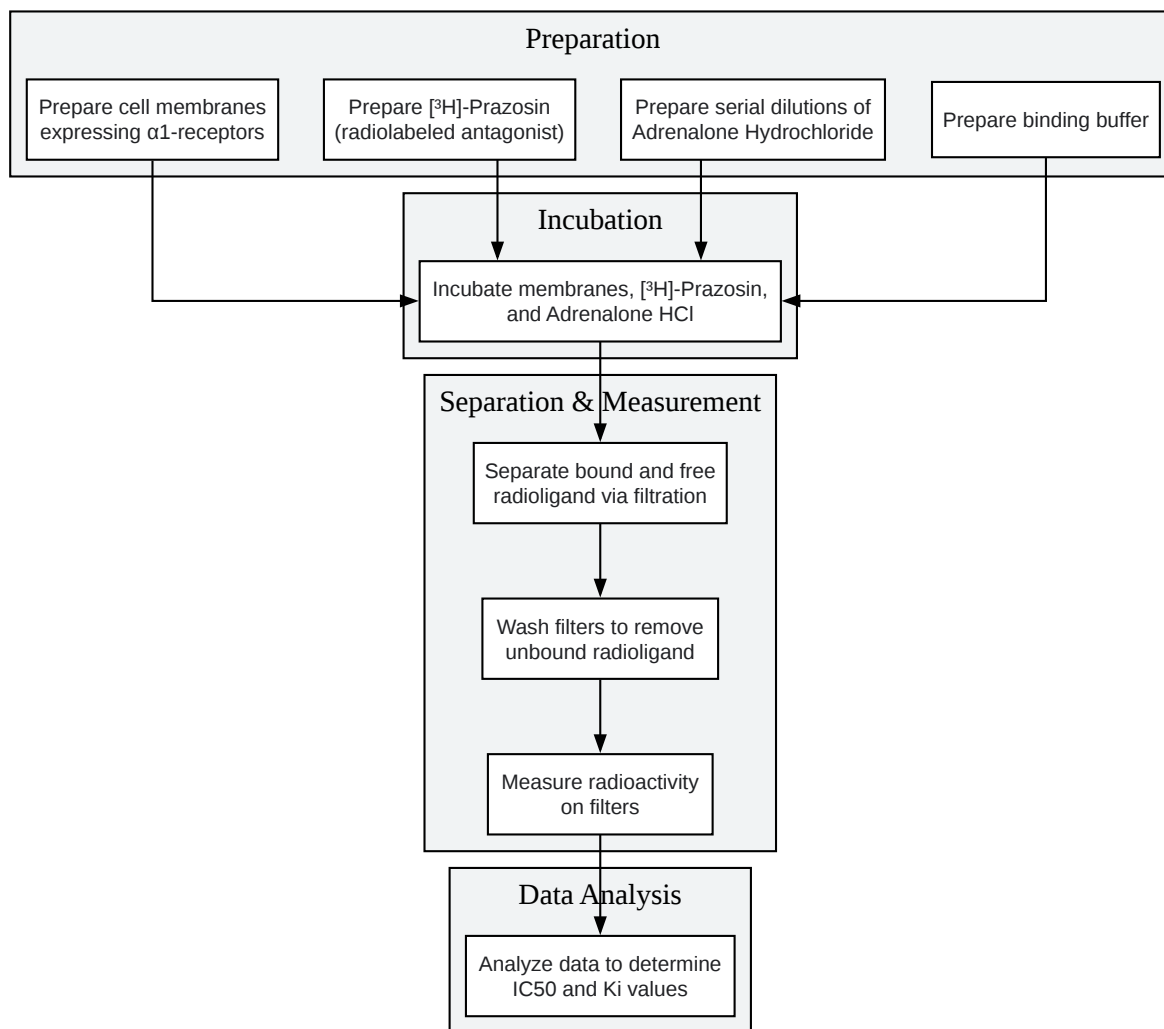 Preparation
Prepare cell membranes
expressing α1-receptors
Prepare [³H]-Prazosin
(radiolabeled antagonist)
Prepare serial dilutions of
Adrenalone Hydrochloride
Prepare binding buffer
Incubation
Incubate membranes, [³H]-Prazosin,
and Adrenalone HCl
Separation & Measurement
Separate bound and free
radioligand via filtration
Wash filters to remove
unbound radioligand
Measure radioactivity
on filters
Data Analysis
Analyze data to determine
IC50 and Ki values